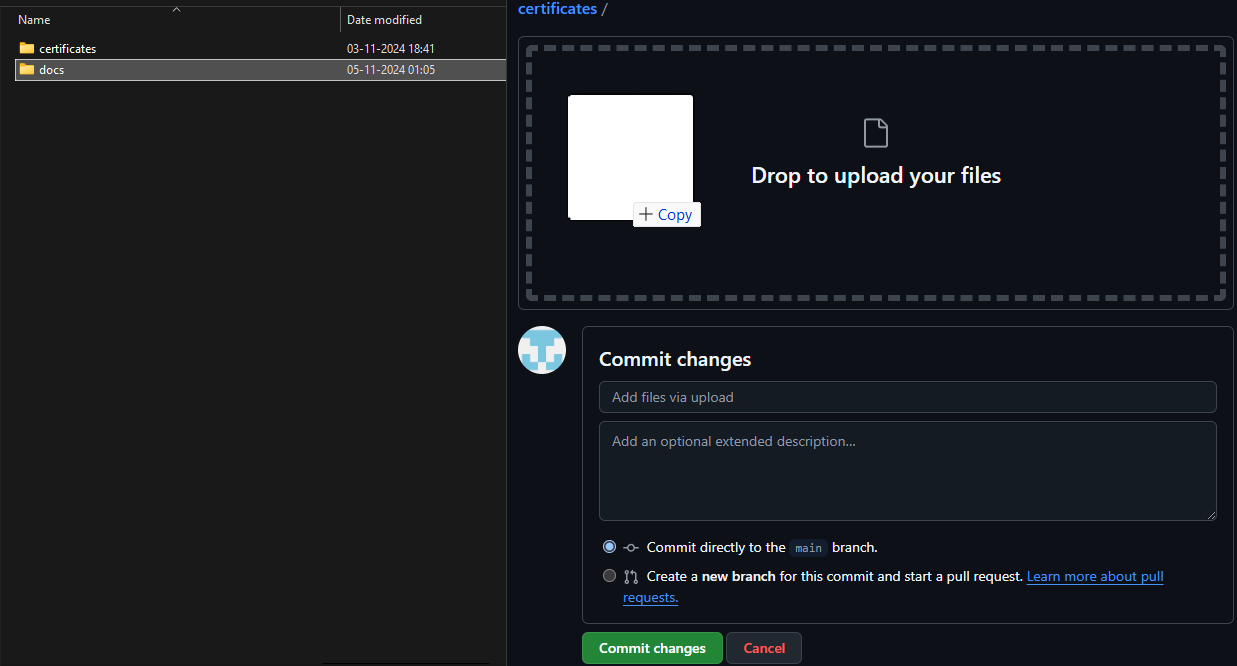 Name Date modified
certificates 03-11-2024 18:41
docs 05-11-2024 01:05
certificates /
Drop to upload your files
+ Copy
Commit changes
Add files via upload
Add an optional extended description...
Commit directly to the main branch.
Create a new branch for this commit and start a pull request. Learn more about pull
requests.
Commit changes Cancel